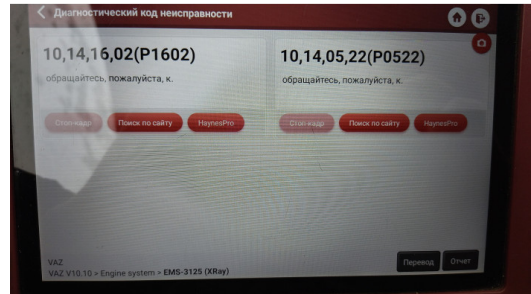 Диагностический код неисправности
10,14,16,02(P1602)
обращайтесь, пожалуйста, к.
Стоп-кадр
Поиск по сайту
HaynesPro
10,14,05,22(P0522)
обращайтесь, пожалуйста, к.
Стоп-кадр
Поиск по сайту
HaynesPro
VAZ
VAZ V10.10 > Engine system > EMS-3125 (XRay)
Перевод
Отчет